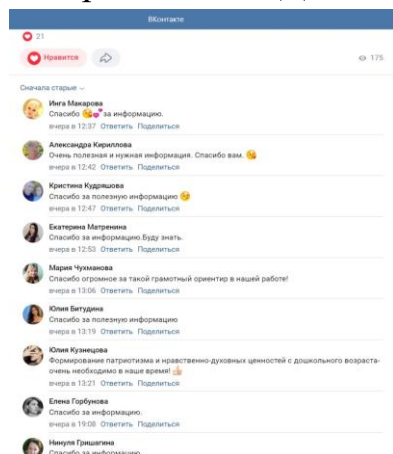 ВКонтакте
21
Нравится
175
Сначала старые
Инга Макарова
Спасибо за информацию.
вчера в 12:37 Ответить Поделиться
Александра Кириллова
Очень полезная и нужная информация. Спасибо вам.
вчера в 12:42 Ответить Поделиться
Кристина Кудряшова
Спасибо за полезную информацию
вчера в 12:47 Ответить Поделиться
Екатерина Матренина
Спасибо за информацию.Буду знать.
вчера в 12:53 Ответить Поделиться
Мария Чухманова
Спасибо огромное за такой грамотный ориентир в нашей работе!
вчера в 13:06 Ответить Поделиться
Юлия Битудина
Спасибо за полезную информацию
вчера в 13:19 Ответить Поделиться
Юлия Кузнецова
Формирование патриотизма и нравственно-духовных ценностей с дошкольного возраста-
очень необходимо в наше время!
вчера в 13:21 Ответить Поделиться
Елена Горбунова
Спасибо за информацию.
вчера в 19:08 Ответить Поделиться
Нинуля Гришагина
Спасибо за информацию